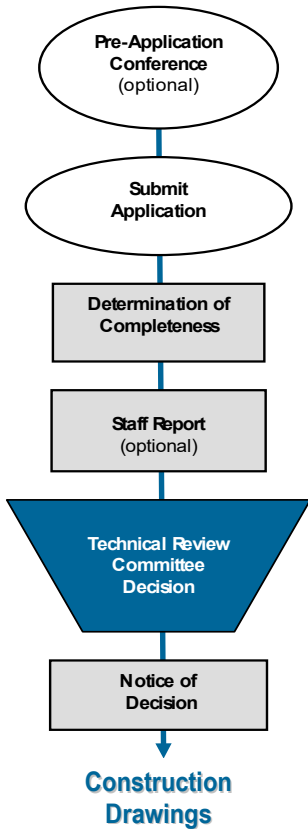 Pre-Application
Conference
(optional)
Submit
Application
Determination of
Completeness
Staff Report
(optional)
Technical Review
Committee
Decision
Notice of
Decision
Construction
Drawings